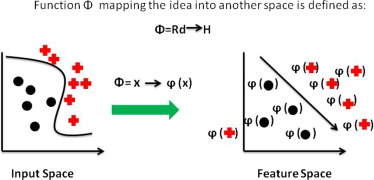 Function Φ mapping the idea into another space is defined as:
Φ=Rd→H
Φ= x → φ (x)
φ ( )
φ ( )
φ ( )
φ ( )
φ ( )
φ ( )
φ ( )
φ ( )
φ ( )
Input Space
Feature Space